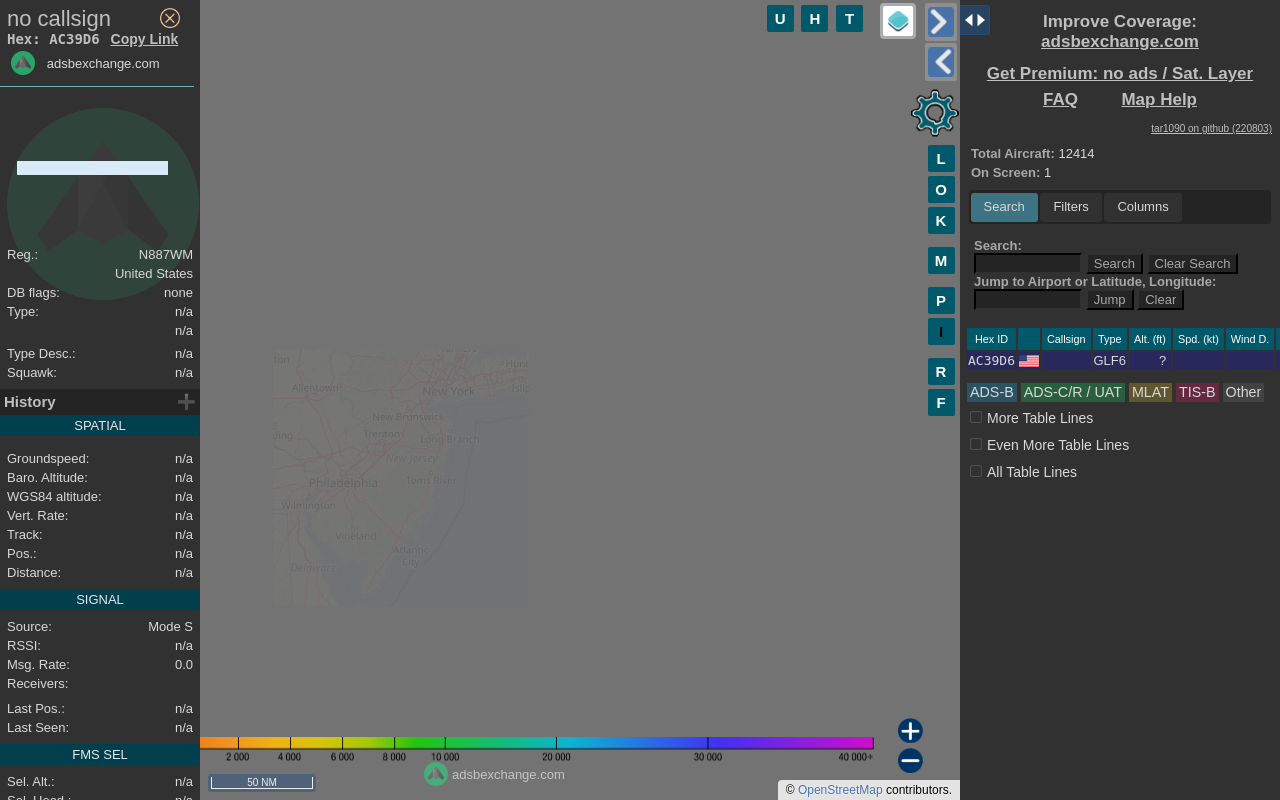 no callsign
Hex: AC39D6 Copy Link
adsbexchange.com
Reg.: N887WM
United States
DB flags: none
Type: n/a
n/a
Type Desc.: n/a
Squawk: n/a
History
SPATIAL
Groundspeed: n/a
Baro. Altitude: n/a
WGS84 altitude: n/a
Vert. Rate: n/a
Track: n/a
Pos.: n/a
Distance: n/a
SIGNAL
Source: Mode S
RSSI: n/a
Msg. Rate: 0.0
Receivers:
Last Pos.: n/a
Last Seen: n/a
FMS SEL
Sel. Alt.: n/a
Sel. Head.: n/a
U H T
L
O
K
M
P
I
R
F
Allentown
New York
New Brunswick
Trenton
Long Branch
New Jersey
Philadelphia
Toms River
Wilmington
Vineland
Atlantic
City
Delaware
2 000 4 000 6 000 8 000 10 000 20 000 30 000 40 000+
adsbexchange.com
50 NM
© OpenStreetMap contributors.
Improve Coverage:
adsbexchange.com
Get Premium: no ads / Sat. Layer
FAQ Map Help
tar1090 on github (220803)
Total Aircraft: 12414
On Screen: 1
Search Filters Columns
Search:
Search Clear Search
Jump to Airport or Latitude, Longitude:
Jump Clear
Hex ID Callsign Type Alt. (ft) Spd. (kt) Wind D.
AC39D6 GLF6 ?
ADS-B ADS-C/R / UAT MLAT TIS-B Other
More Table Lines
Even More Table Lines
All Table Lines